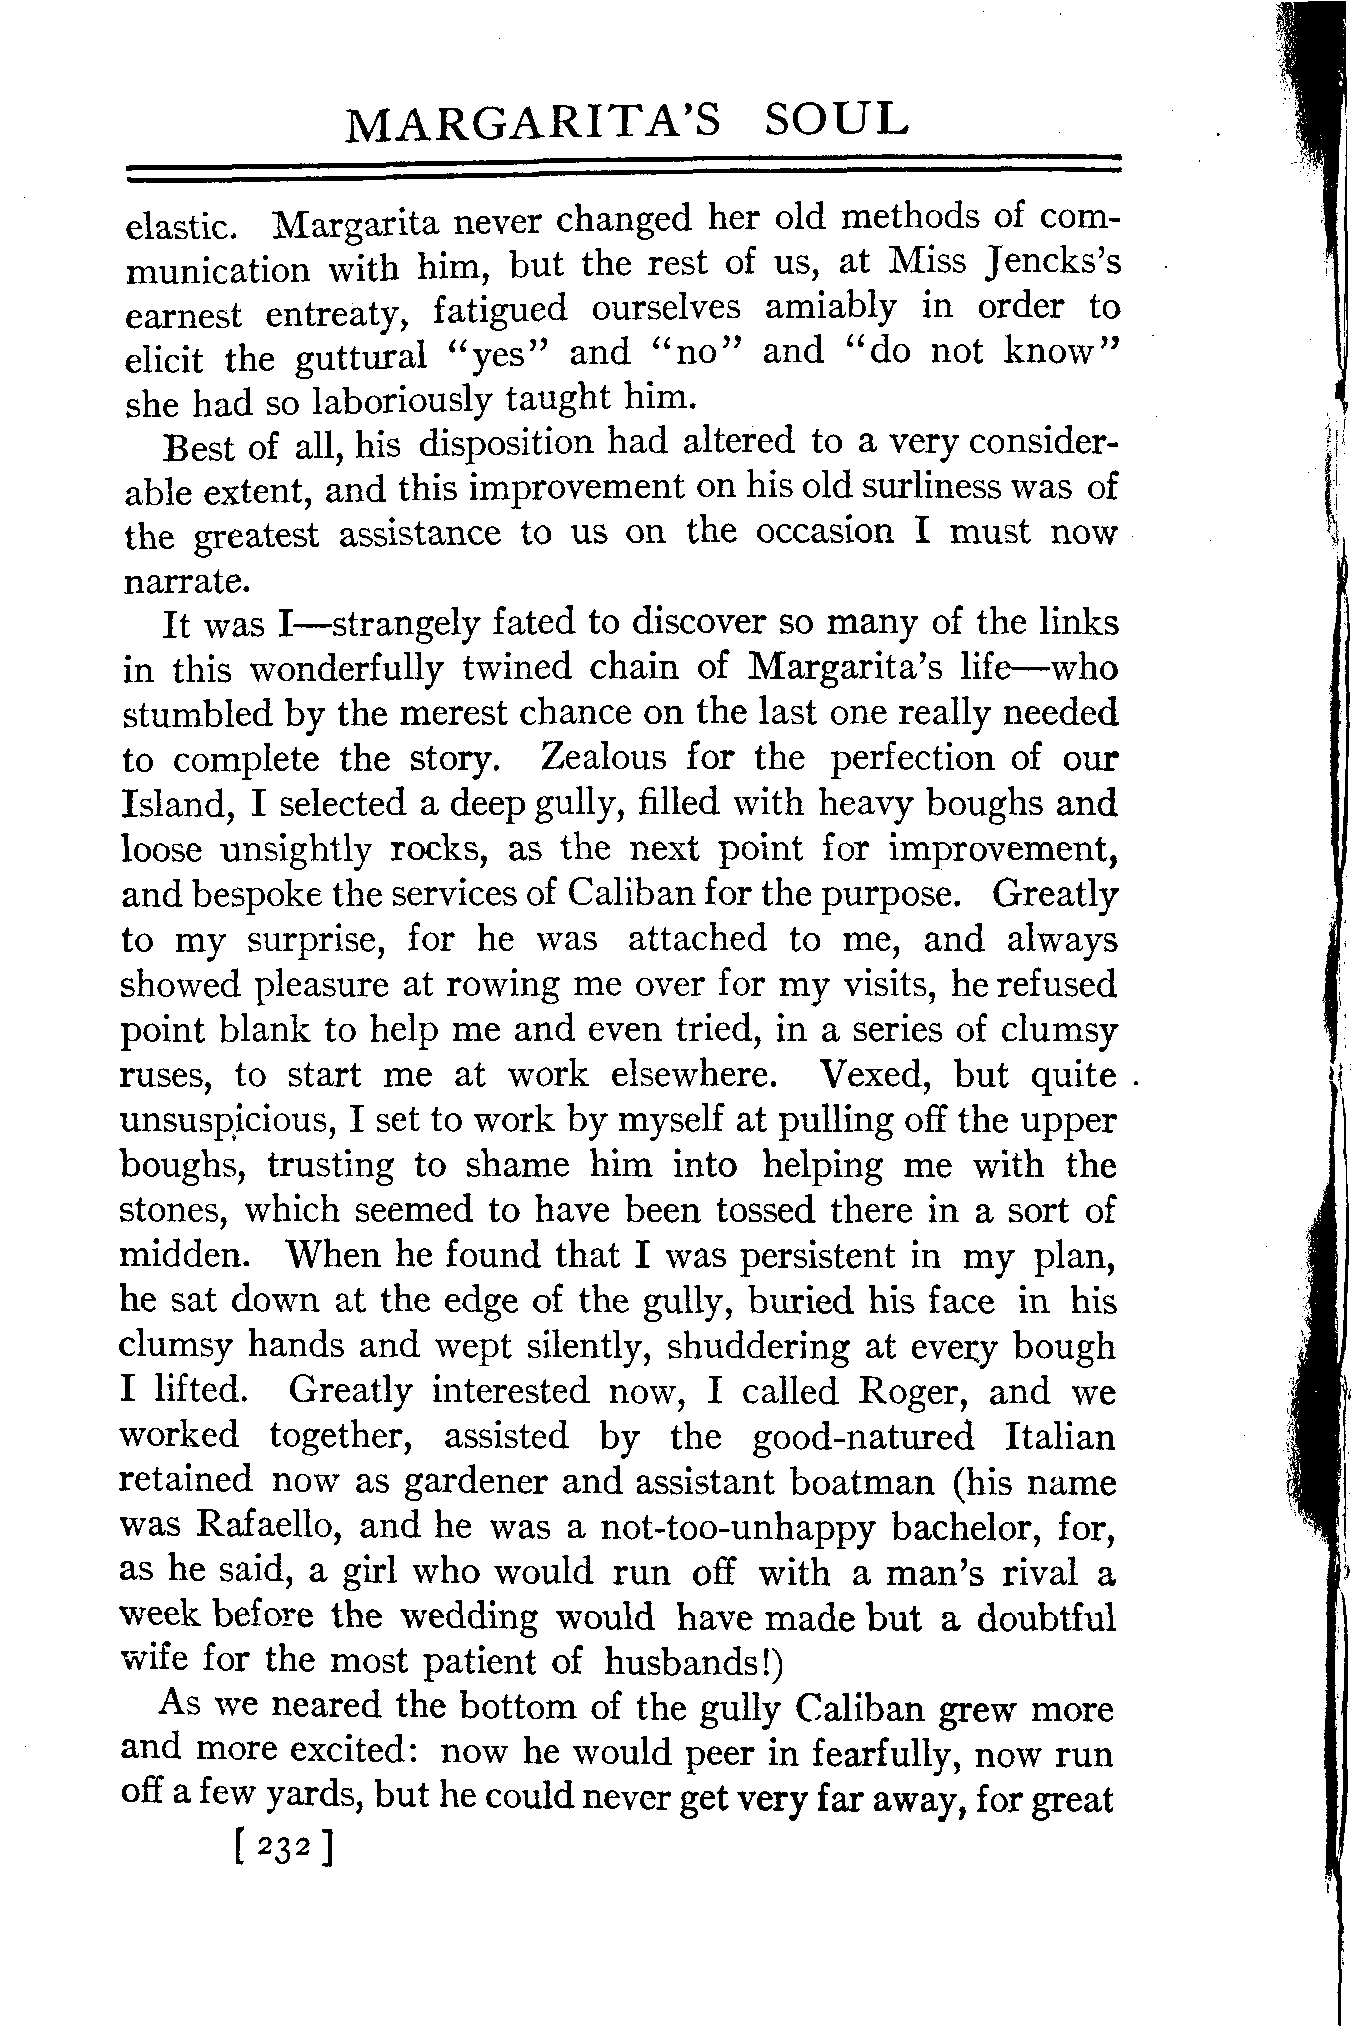 MARGARITA'S SOUL
elastic. Margarita never changed her old methods of com-
munication with him, but the rest of us, at Miss Jencks's
earnest entreaty, fatigued ourselves amiably in order to
elicit the guttural "yes" and "no" and "do not know"
she had so laboriously taught him.
Best of all, his disposition had altered to a very consider-
able extent, and this improvement on his old surliness was of
the greatest assistance to us on the occasion I must now
narrate.
It was I—strangely fated to discover so many of the links
in this wonderfully twined chain of Margarita's life—who
stumbled by the merest chance on the last one really needed
to complete the story. Zealous for the perfection of our
Island, I selected a deep gully, filled with heavy boughs and
loose unsightly rocks, as the next point for improvement,
and bespoke the services of Caliban for the purpose. Greatly
to my surprise, for he was attached to me, and always
showed pleasure at rowing me over for my visits, he refused
point blank to help me and even tried, in a series of clumsy
ruses, to start me at work elsewhere. Vexed, but quite
unsuspicious, I set to work by myself at pulling off the upper
boughs, trusting to shame him into helping me with the
stones, which seemed to have been tossed there in a sort of
midden. When he found that I was persistent in my plan,
he sat down at the edge of the gully, buried his face in his
clumsy hands and wept silently, shuddering at every bough
I lifted. Greatly interested now, I called Roger, and we
worked together, assisted by the good-natured Italian
retained now as gardener and assistant boatman (his name
was Rafaello, and he was a not-too-unhappy bachelor, for,
as he said, a girl who would run off with a man's rival a
week before the wedding would have made but a doubtful
wife for the most patient of husbands!)
As we neared the bottom of the gully Caliban grew more
and more excited: now he would peer in fearfully, now run
off a few yards, but he could never get very far away, for great
[ 232 ]